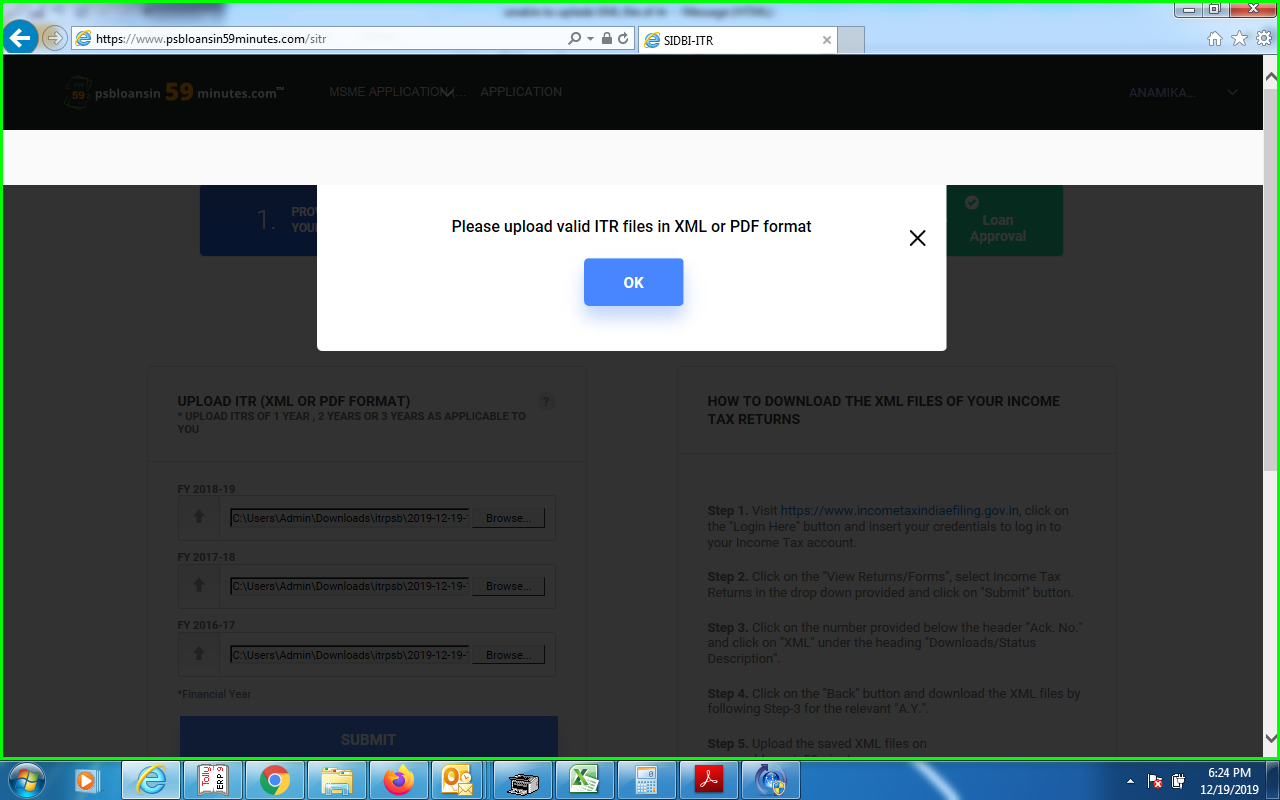 https://www.psbloansin59minutes.com/sitr
SIDBI-ITR
59 psbloansin 59 minutes.com™
MSME APPLICATION (...
APPLICATION
ANAMIKA...
Please upload valid ITR files in XML or PDF format
OK
1.
Loan
Approval
UPLOAD ITR (XML OR PDF FORMAT)
?
* UPLOAD ITRS OF 1 YEAR , 2 YEARS OR 3 YEARS AS APPLICABLE TO
YOU
FY 2018-19
C:\Users\Admin\Downloads\itrpsb\2019-12-19-
Browse...
FY 2017-18
C:\Users\Admin\Downloads\itrpsb\2019-12-19-
Browse...
FY 2016-17
C:\Users\Admin\Downloads\itrpsb\2019-12-19-
Browse...
*Financial Year
SUBMIT
HOW TO DOWNLOAD THE XML FILES OF YOUR INCOME
TAX RETURNS
Step 1. Visit https://www.incometaxindiaefiling.gov.in, click on
the "Login Here" button and insert your credentials to log in to
your Income Tax account.
Step 2. Click on the "View Returns/Forms", select Income Tax
Returns in the drop down provided and click on "Submit" button.
Step 3. Click on the number provided below the header "Ack. No."
and click on "XML" under the heading "Downloads/Status
Description".
Step 4. Click on the "Back" button and download the XML files by
following Step-3 for the relevant "A.Y.".
Step 5. Upload the saved XML files on
Tally
ERP 9
6:24 PM
12/19/2019